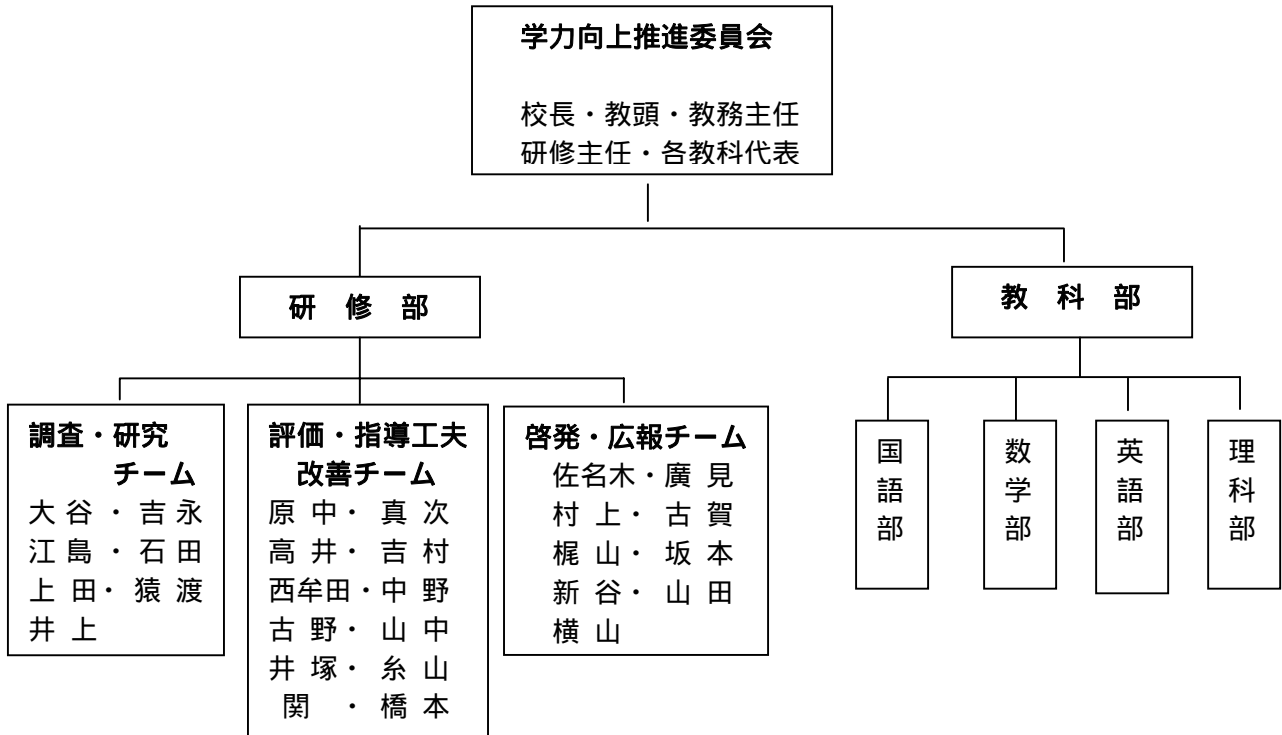 学力向上推進委員会
校長・教頭・教務主任
研修主任・各教科代表
研 修 部
教 科 部
調査・研究
チーム
大 谷 ・ 吉 永
江 島 ・ 石 田
上 田・ 猿 渡
井 上
評価・指導工夫
改善チーム
原 中・ 真 次
高 井・ 吉 村
西牟田・中 野
古 野・ 山 中
井 塚・ 糸 山
関 ・ 橋 本
啓発・広報チーム
佐名木・廣 見
村 上・ 古 賀
梶 山・ 坂 本
新 谷・ 山 田
横 山
国語部
数学部
英語部
理科部